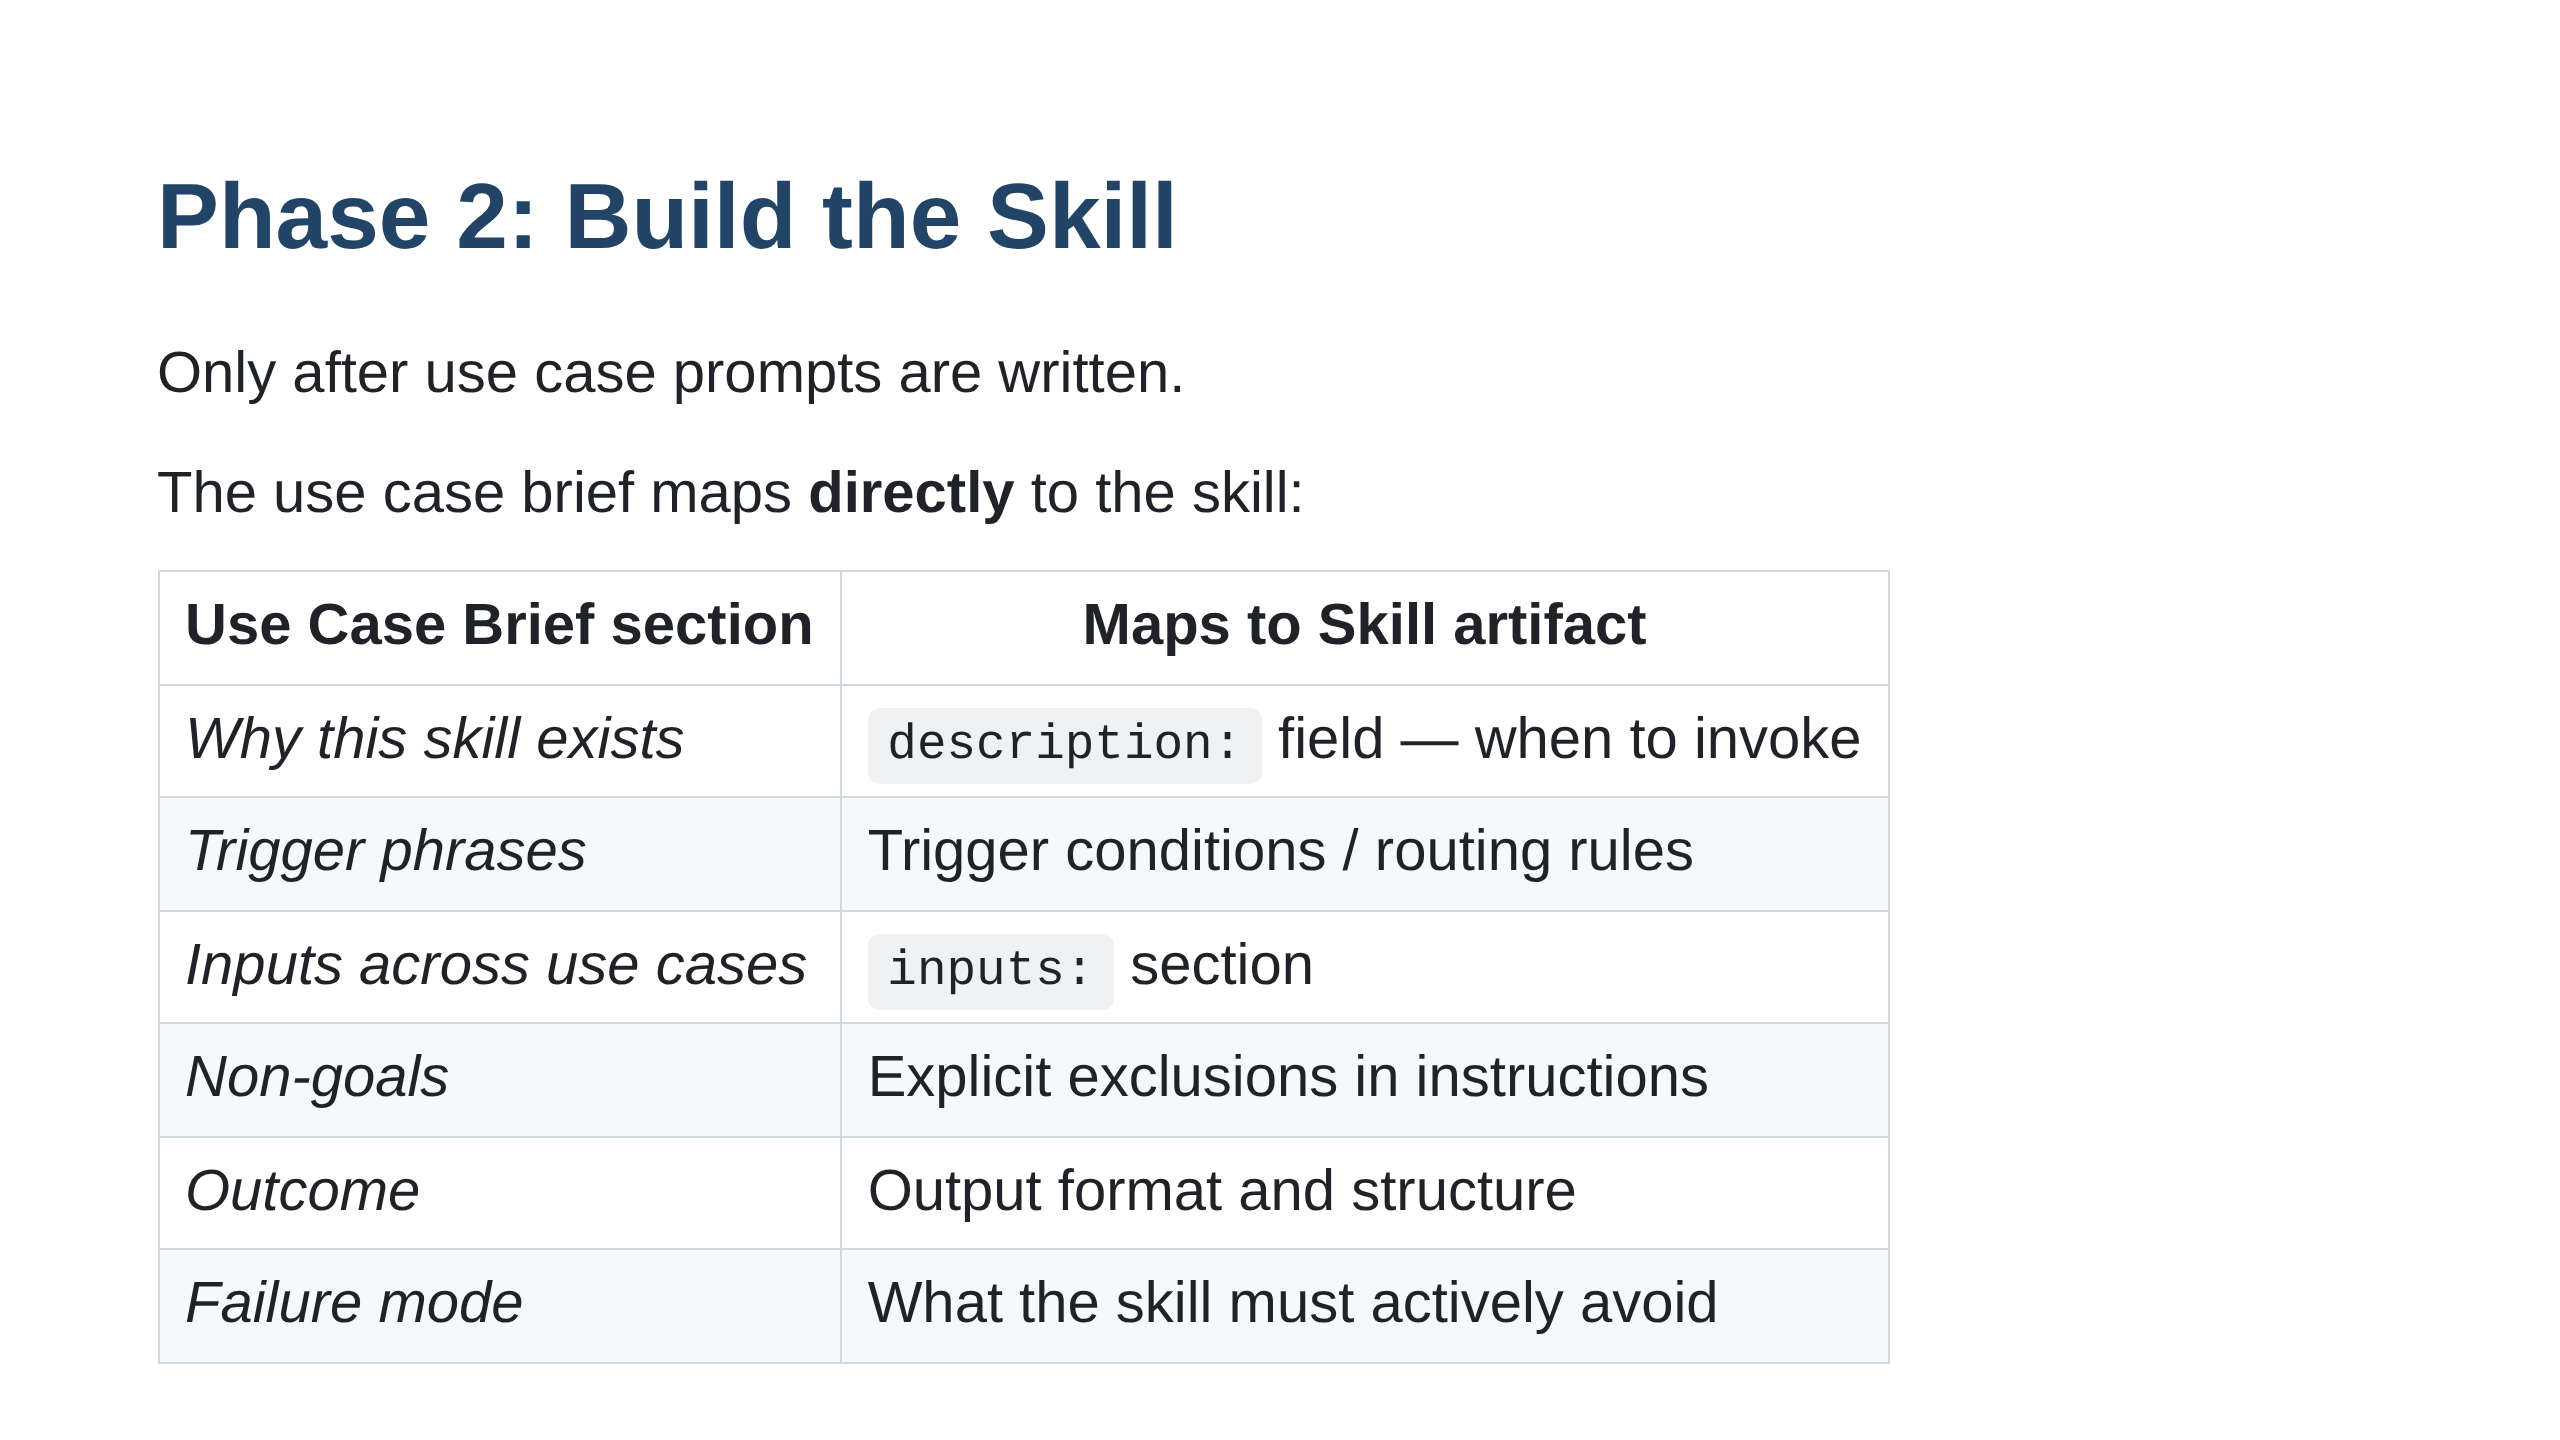 Phase 2: Build the Skill
Only after use case prompts are written.
The use case brief maps directly to the skill:
Use Case Brief section Maps to Skill artifact
Why this skill exists description: field — when to invoke
Trigger phrases Trigger conditions / routing rules
Inputs across use cases inputs: section
Non-goals Explicit exclusions in instructions
Outcome Output format and structure
Failure mode What the skill must actively avoid